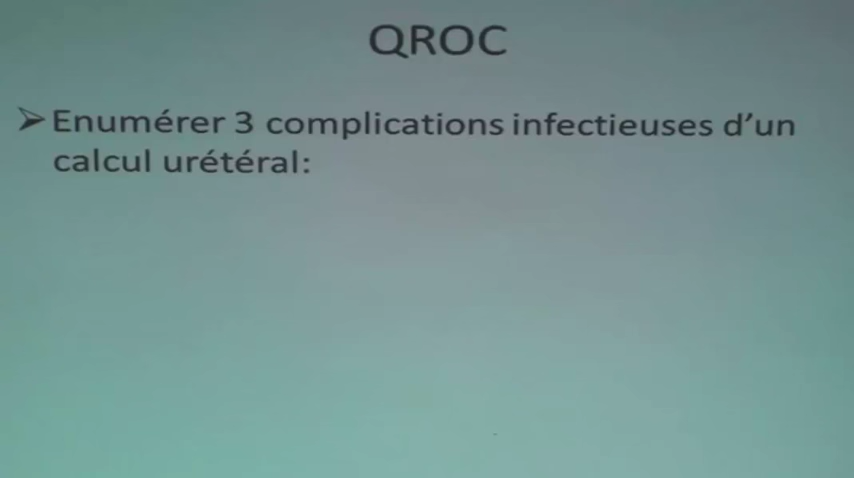 QROC
➢Enumérer 3 complications infectieuses d’un
calcul urétéral: